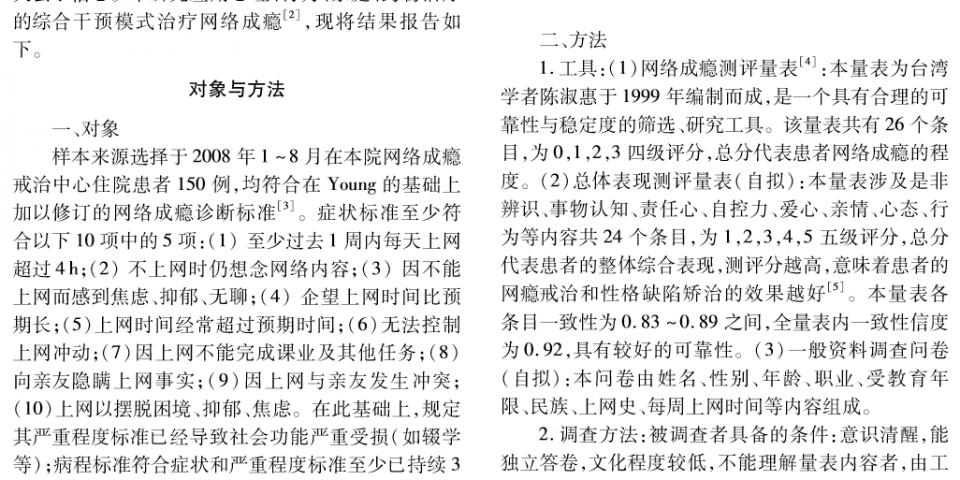 的综合干预模式治疗网络成瘾[2],现将结果报告如
下。
对象与方法
一、对象
样本来源选择于 2008 年 1 ~ 8 月在本院网络成瘾
戒治中心住院患者 150 例,均符合在 Young 的基础上
加以修订的网络成瘾诊断标准[3]。症状标准至少符
合以下 10 项中的 5 项:(1) 至少过去 1 周内每天上网
超过 4 h;(2) 不上网时仍想念网络内容;(3) 因不能
上网而感到焦虑、抑郁、无聊;(4) 企望上网时间比预
期长;(5)上网时间经常超过预期时间;(6)无法控制
上网冲动;(7)因上网不能完成课业及其他任务;(8)
向亲友隐瞒上网事实;(9)因上网与亲友发生冲突;
(10)上网以摆脱困境、抑郁、焦虑。在此基础上,规定
其严重程度标准已经导致社会功能严重受损(如辍学
等);病程标准符合症状和严重程度标准至少已持续 3
二、方法
1. 工具:(1)网络成瘾测评量表[4]:本量表为台湾
学者陈淑惠于 1999 年编制而成,是一个具有合理的可
靠性与稳定度的筛选、研究工具。该量表共有 26 个条
目,为 0,1,2,3 四级评分,总分代表患者网络成瘾的程
度。(2)总体表现测评量表(自拟):本量表涉及是非
辨识、事物认知、责任心、自控力、爱心、亲情、心态、行
为等内容共 24 个条目,为 1,2,3,4,5 五级评分,总分
代表患者的整体综合表现,测评分越高,意味着患者的
网瘾戒治和性格缺陷矫治的效果越好[5]。本量表各
条目一致性为 0. 83 ~ 0. 89 之间,全量表内一致性信度
为 0. 92,具有较好的可靠性。(3)一般资料调查问卷
(自拟):本问卷由姓名、性别、年龄、职业、受教育年
限、民族、上网史、每周上网时间等内容组成。
2. 调查方法:被调查者具备的条件:意识清醒,能
独立答卷,文化程度较低,不能理解量表内容者,由工